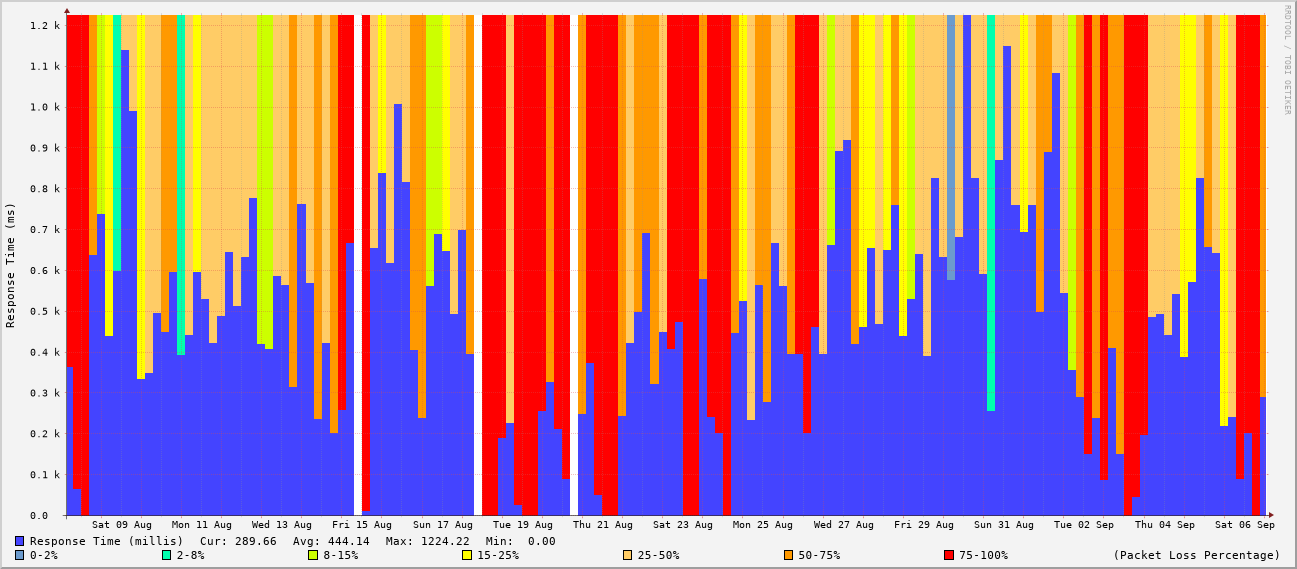 RRDTOOL / TOBI OETIKER
Response Time (ms)
1.2 k
1.1 k
1.0 k
0.9 k
0.8 k
0.7 k
0.6 k
0.5 k
0.4 k
0.3 k
0.2 k
0.1 k
0.0
Sat 09 Aug Mon 11 Aug Wed 13 Aug Fri 15 Aug Sun 17 Aug Tue 19 Aug Thu 21 Aug Sat 23 Aug Mon 25 Aug Wed 27 Aug Fri 29 Aug Sun 31 Aug Tue 02 Sep Thu 04 Sep Sat 06 Sep
Response Time (millis) Cur: 289.66 Avg: 444.14 Max: 1224.22 Min: 0.00
0-2% 2-8% 8-15% 15-25% 25-50% 50-75% 75-100% (Packet Loss Percentage)